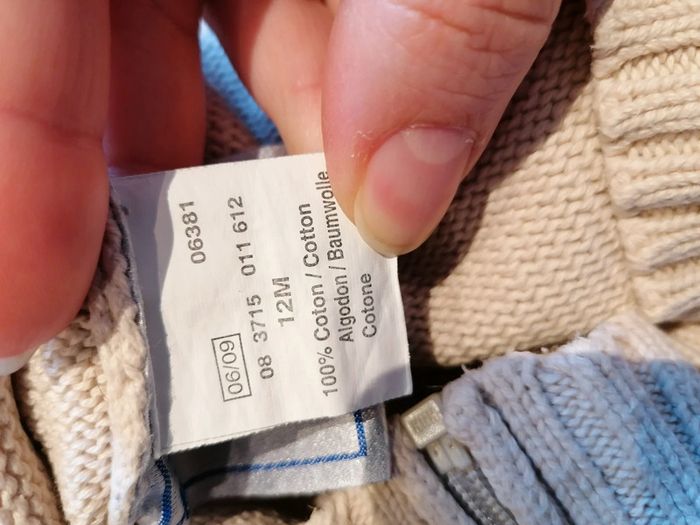 06381
06/09
08 3715 011 612
12M
100% Coton / Cotton
Algodon / Baumwolle
Cotone